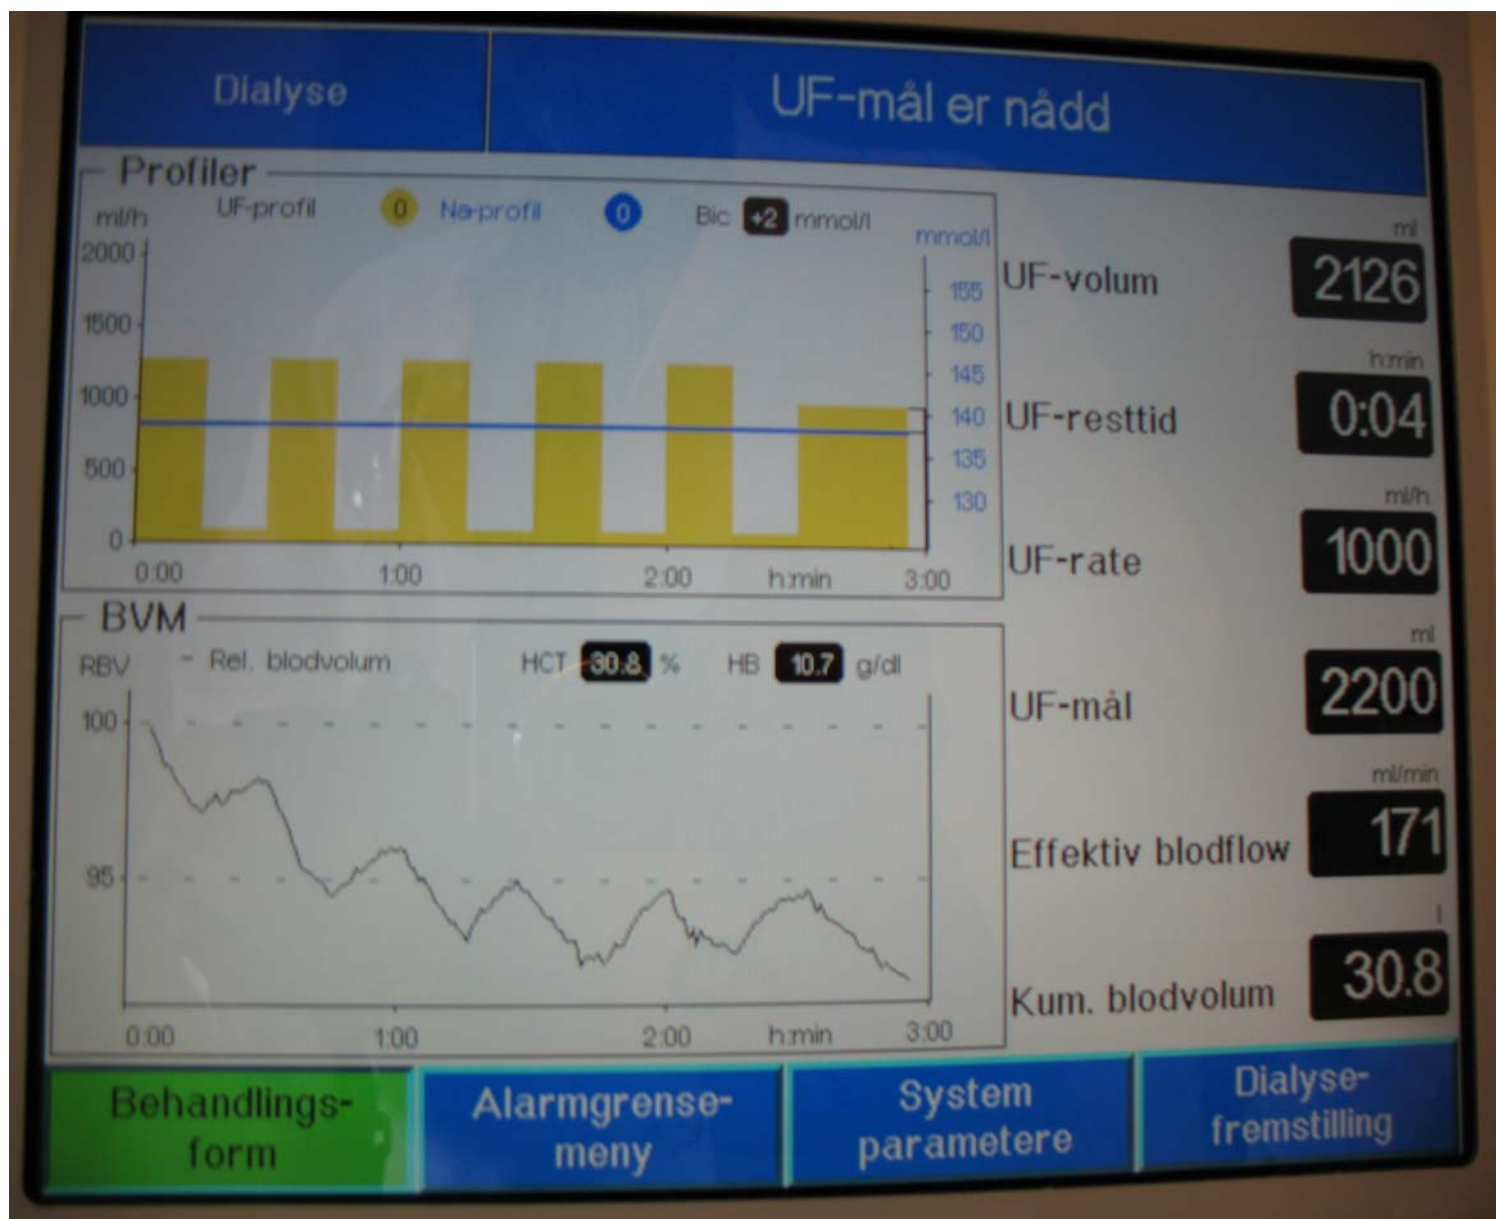 Dialyse
UF-mål er nådd
Profiler
ml/h UF-profil 0 Na-profil 0 Bic +2 mmol/l mmol/l
2000
1500
1000
500
0
155
150
145
140
135
130
0:00 1:00 2:00 h:min 3:00
BVM
RBV - Rel. blodvolum HCT 30.8 % HB 10.7 g/dl
100
95
0:00 1:00 2:00 h:min 3:00
ml
UF-volum 2126
h:min
UF-resttid 0:04
ml/h
UF-rate 1000
ml
UF-mål 2200
ml/min
Effektiv blodflow 171
l
Kum. blodvolum 30.8
Behandlings-
form
Alarmgrense-
meny
System
parametere
Dialyse-
fremstilling